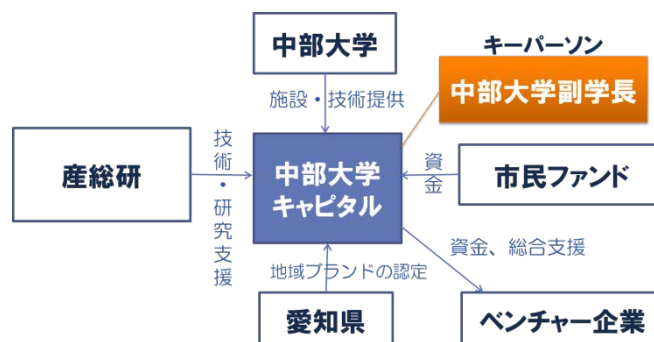 中部大学
キーパーソン
中部大学副学長
施設・技術提供
産総研
技術・研究支援
中部大学
キャピタル
資金
市民ファンド
資金、総合支援
地域ブランドの認定
愛知県
ベンチャー企業